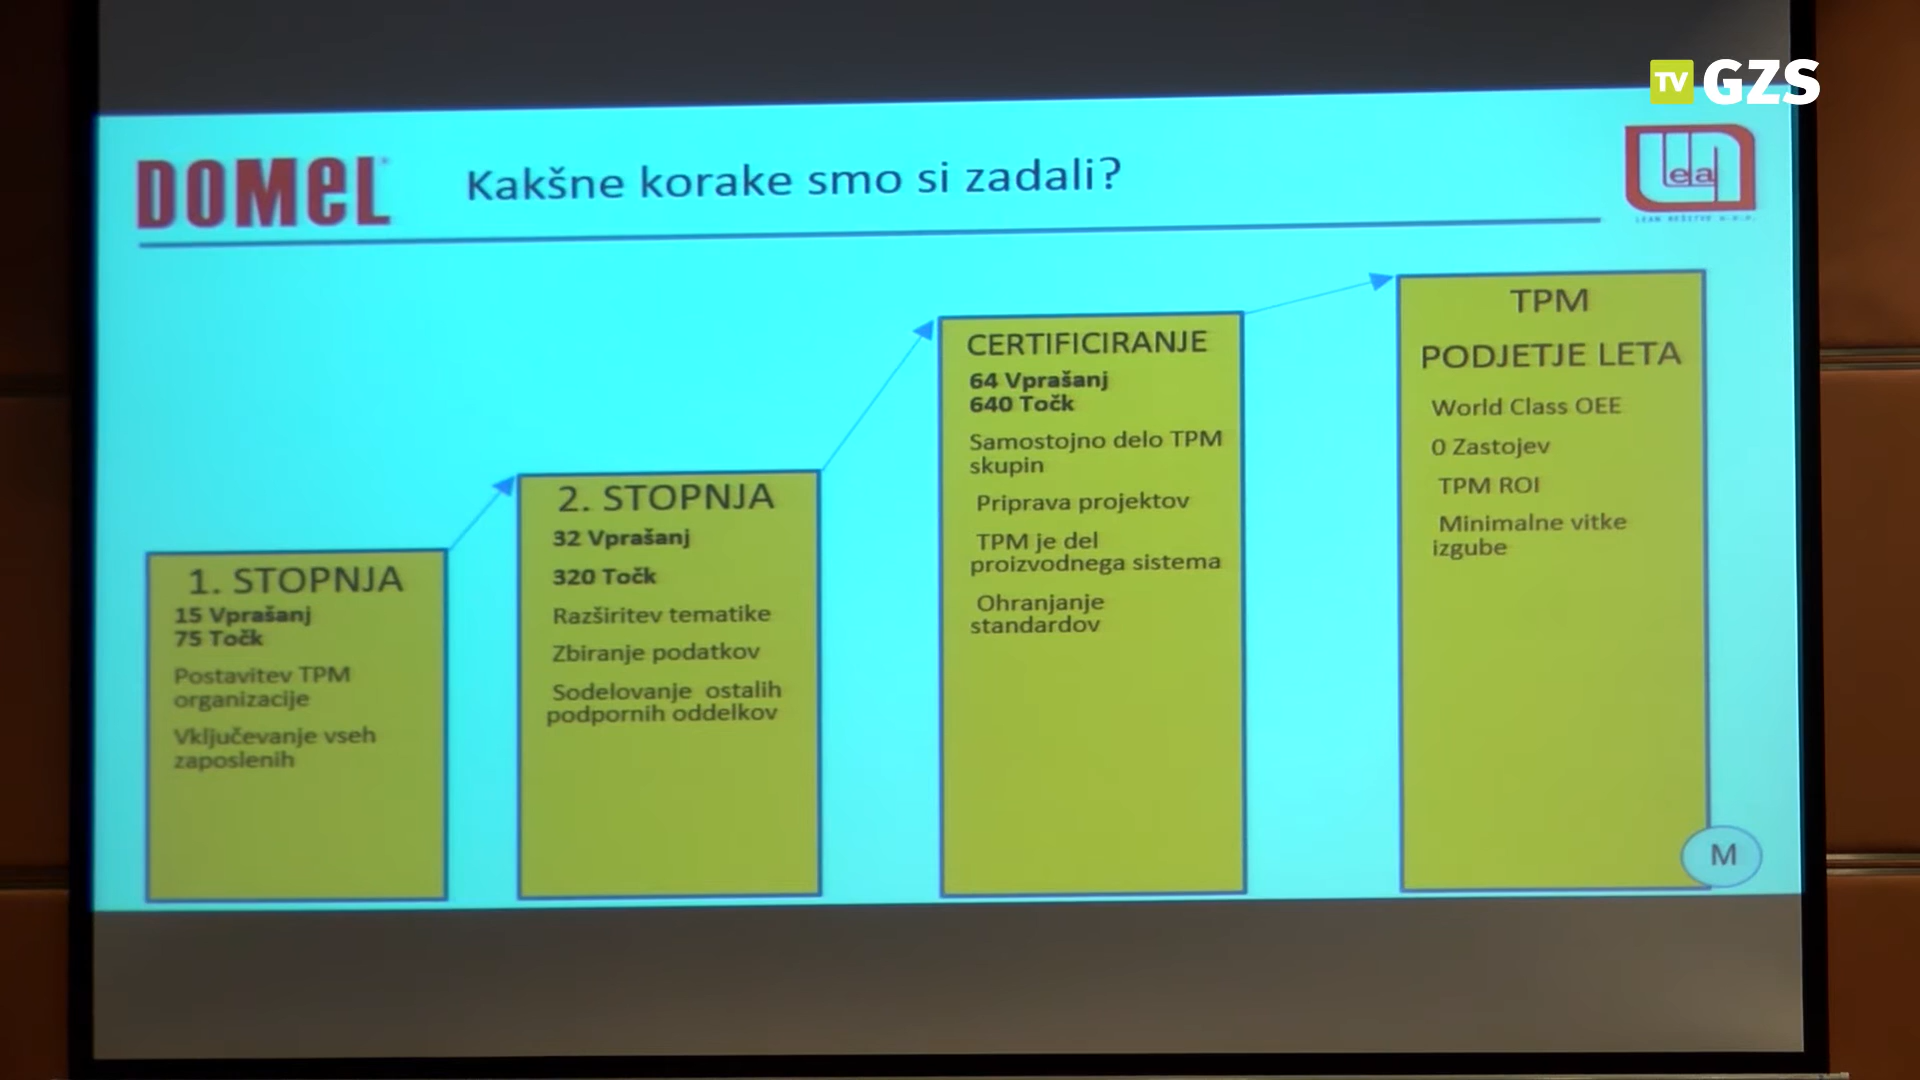 TV GZS
DOMEL
Kakšne korake smo si zadali?
Lean
LEAN REŠITVE d.o.o.
1. STOPNJA
15 Vprašanj
75 Točk
Postavitev TPM
organizacije
Vključevanje vseh
zaposlenih
2. STOPNJA
32 Vprašanj
320 Točk
Razširitev tematike
Zbiranje podatkov
Sodelovanje ostalih
podpornih oddelkov
CERTIFICIRANJE
64 Vprašanj
640 Točk
Samostojno delo TPM
skupin
Priprava projektov
TPM je del
proizvodnega sistema
Ohranjanje
standardov
TPM
PODJETJE LETA
World Class OEE
0 Zastojev
TPM ROI
Minimalne vitke
izgube
M